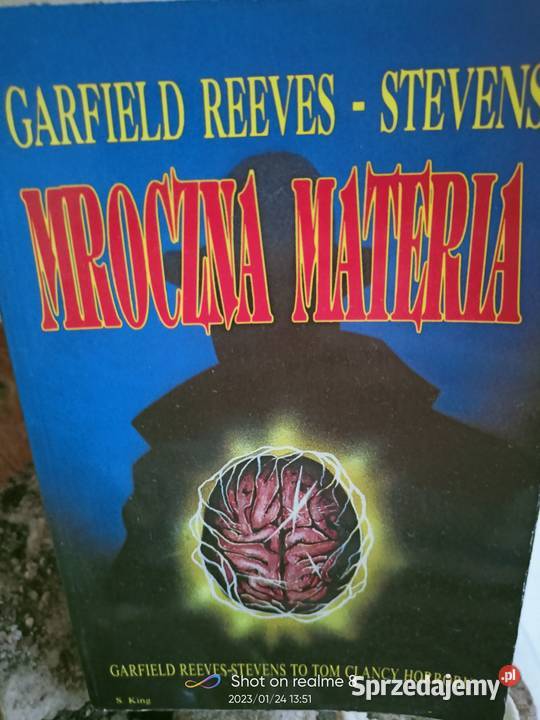 GARFIELD REEVES - STEVENS
MROCZNA MATERIA
GARFIELD REEVES-STEVENS TO TOM CLANCY
S. King
Shot on realme 8
2023/01/24 13:51
Sprzedajemy.pl